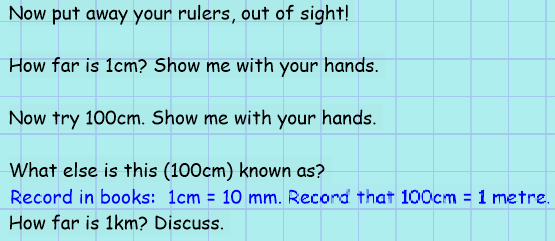 Now put away your rulers, out of sight!
How far is 1cm? Show me with your hands.
Now try 100cm. Show me with your hands.
What else is this (100cm) known as?
Record in books: 1cm = 10 mm. Record that 100cm = 1 metre.
How far is 1km? Discuss.